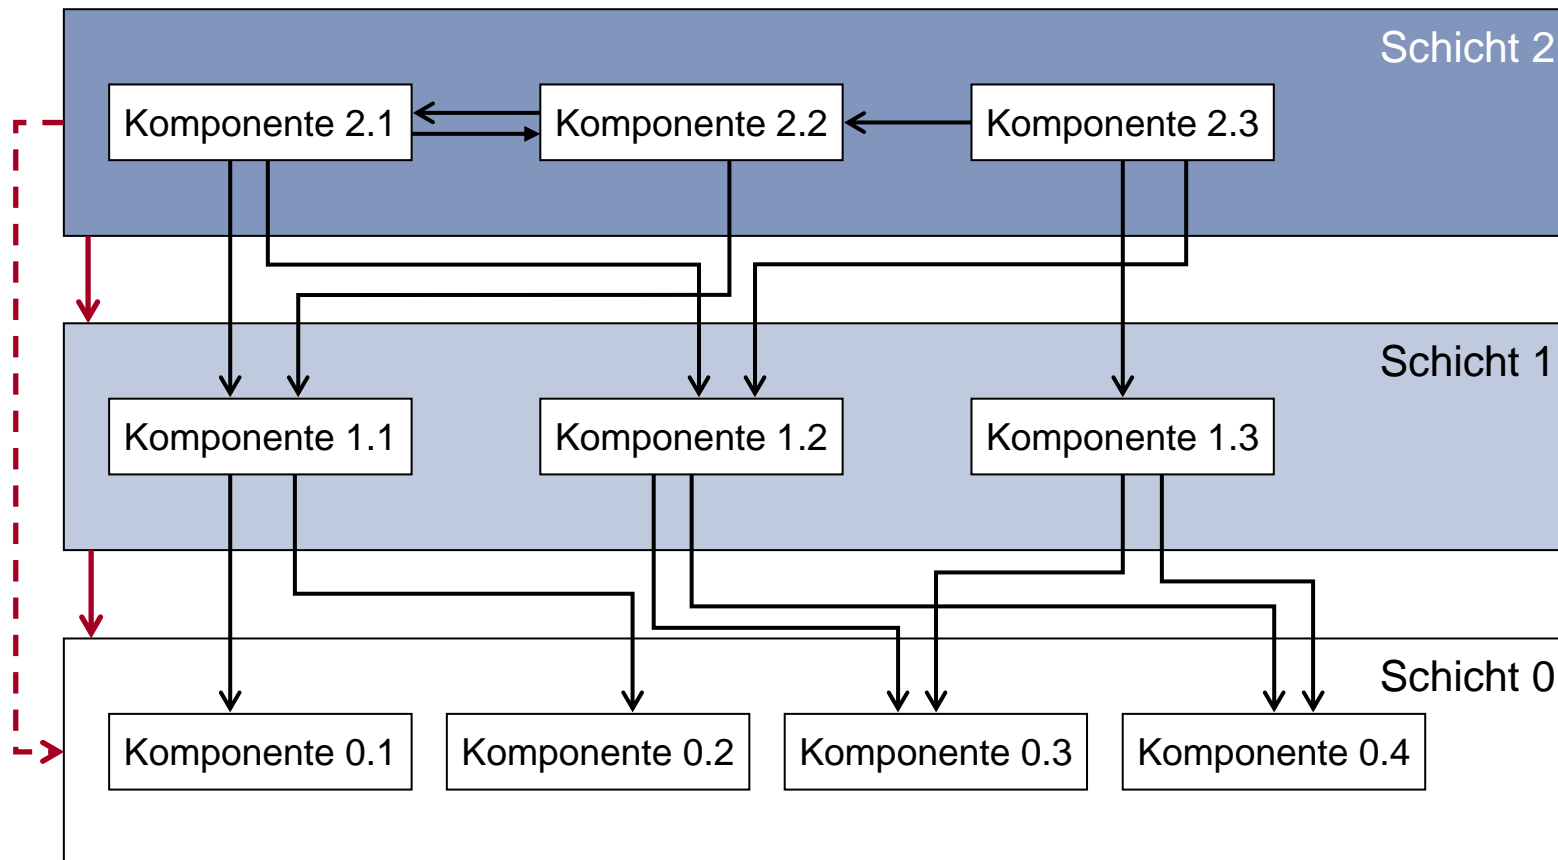 Schicht 2
Komponente 2.1
Komponente 2.2
Komponente 2.3
Schicht 1
Komponente 1.1
Komponente 1.2
Komponente 1.3
Schicht 0
Komponente 0.1
Komponente 0.2
Komponente 0.3
Komponente 0.4